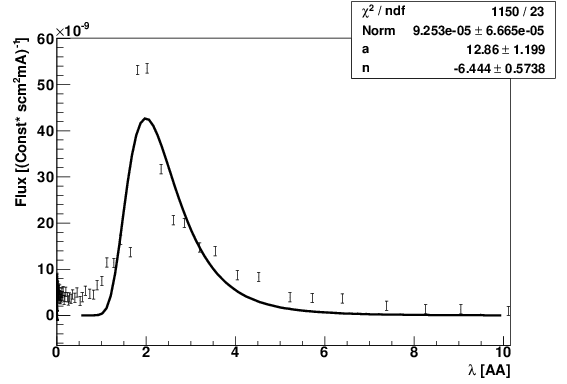 χ² / ndf 1150 / 23
Norm 9.253e-05 ± 6.665e-05
a 12.86 ± 1.199
n -6.444 ± 0.5738
×10⁻⁹
60
50
40
30
20
10
0
Flux [(Const* scm²mA)⁻¹]
0 2 4 6 8 10
λ [AA]